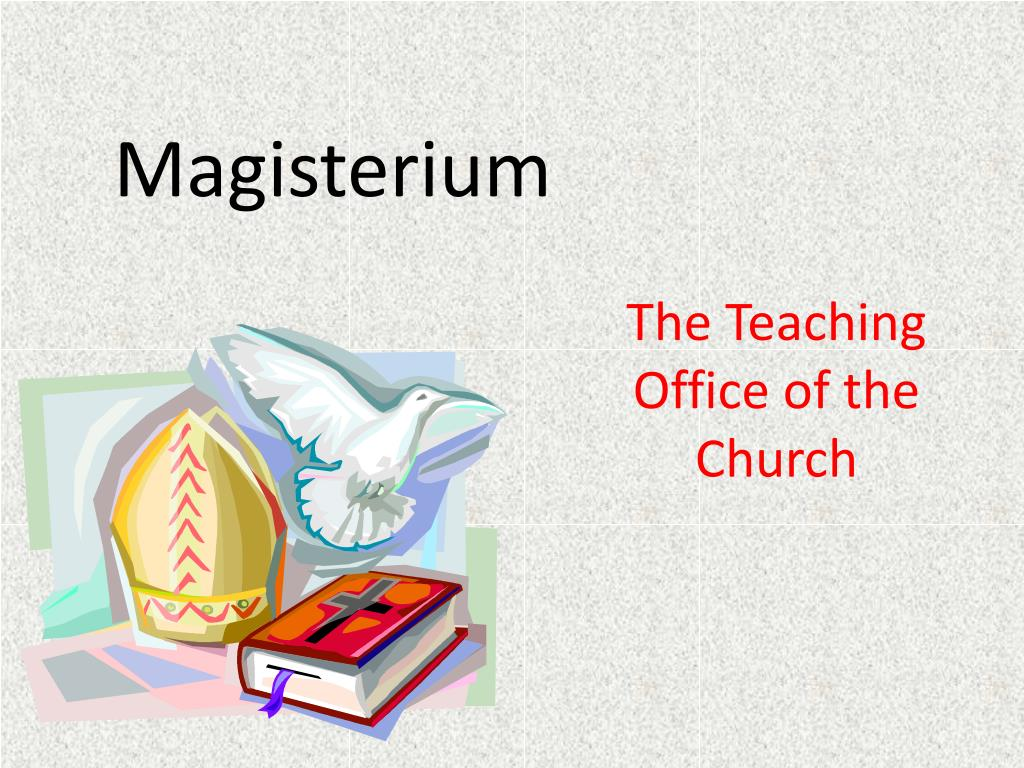 Magisterium
The Teaching
Office of the
Church